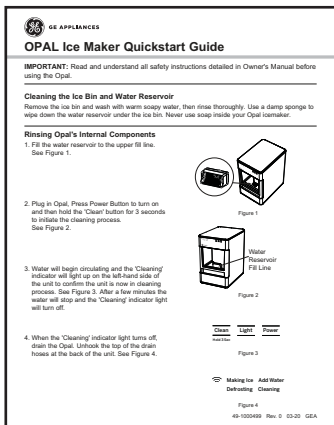 GE APPLIANCES
OPAL Ice Maker Quickstart Guide
IMPORTANT: Read and understand all safety instructions detailed in Owner's Manual before
using the Opal.
Cleaning the Ice Bin and Water Reservoir
Remove the ice bin and wash with warm soapy water, then rinse thoroughly. Use a damp sponge to
wipe down the water reservoir under the ice bin. Never use soap inside your Opal icemaker.
Rinsing Opal's Internal Components
1. Fill the water reservoir to the upper fill line.
See Figure 1.
Figure 1
2. Plug in Opal, Press Power Button to turn on
and then hold the 'Clean' button for 3 seconds
to initiate the cleaning process.
See Figure 2.
Water
Reservoir
Fill Line
Figure 2
3. Water will begin circulating and the 'Cleaning'
indicator will light up on the left-hand side of
the unit to confirm the unit is now in cleaning
process. See Figure 3. After a few minutes the
water will stop and the 'Cleaning' indicator light
will turn off.
Clean Light Power
Hold 3 Sec
Figure 3
4. When the 'Cleaning' indicator light turns off,
drain the Opal. Unhook the top of the drain
hoses at the back of the unit. See Figure 4.
Making Ice Add Water
Defrosting Cleaning
Figure 4
49-1000499 Rev. 0 03-20 GEA